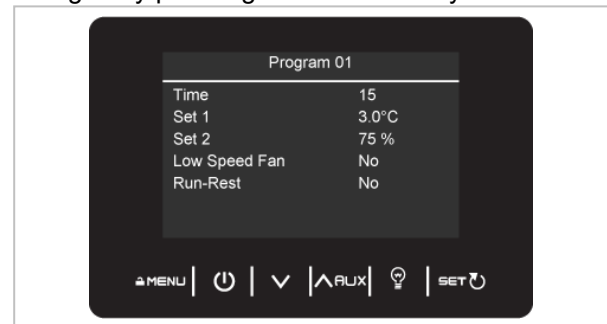 Program 01
Time 15
Set 1 3.0°C
Set 2 75 %
Low Speed Fan No
Run-Rest No
MENU AUX SET